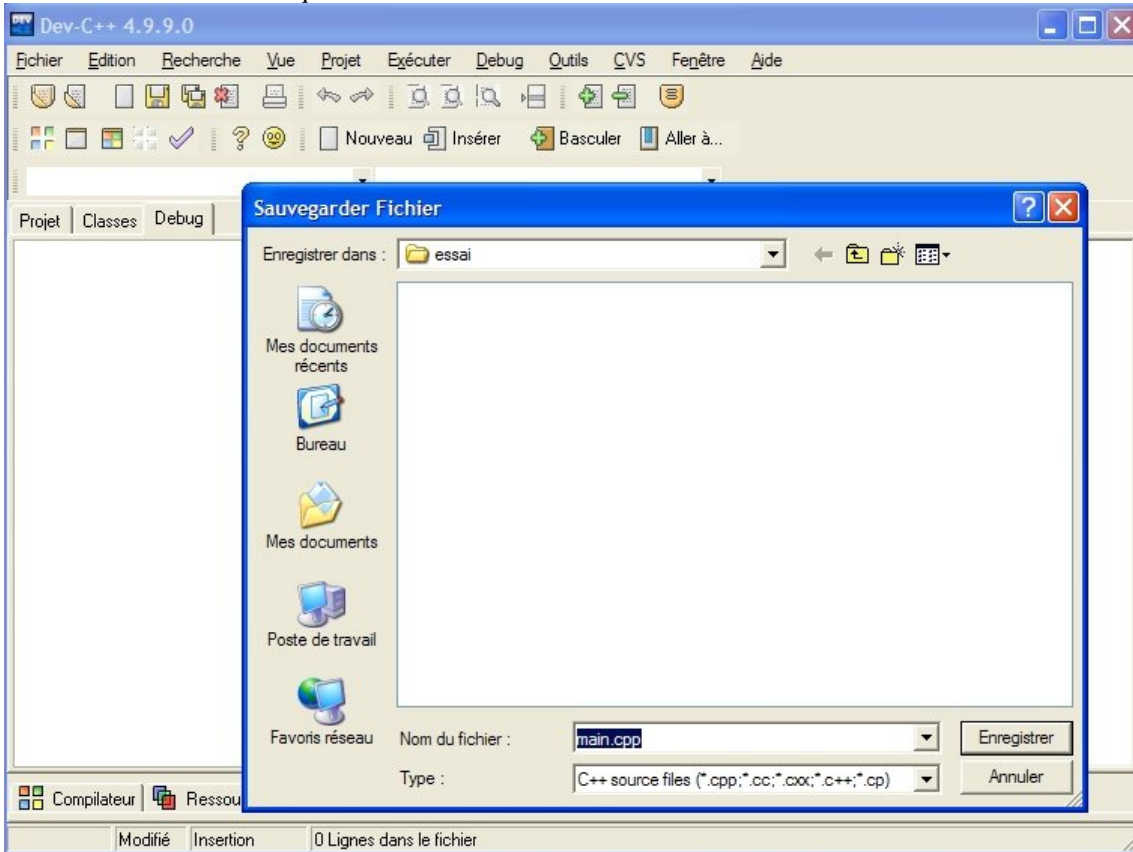 Dev-C++ 4.9.9.0
Fichier Edition Recherche Vue Projet Exécuter Debug Outils CVS Fenêtre Aide
Nouveau Insérer Basculer Aller à...
Projet Classes Debug
Sauvegarder Fichier
Enregistrer dans : essai
Mes documents
récents
Bureau
Mes documents
Poste de travail
Favoris réseau
Nom du fichier : main.cpp Enregistrer
Type : C++ source files (*.cpp;*.cc;*.cxx;*.c++;*.cp) Annuler
Compilateur Ressou
Modifié Insertion 0 Lignes dans le fichier